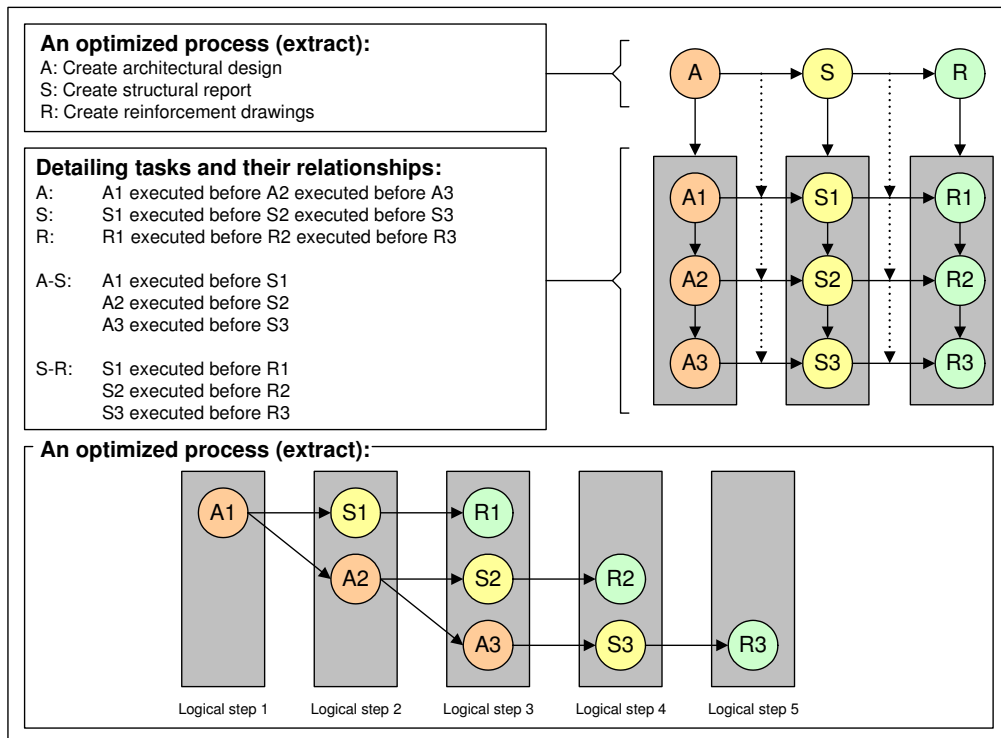 An optimized process (extract):
A: Create architectural design
S: Create structural report
R: Create reinforcement drawings
A S R
Detailing tasks and their relationships:
A: A1 executed before A2 executed before A3
S: S1 executed before S2 executed before S3
R: R1 executed before R2 executed before R3
A-S: A1 executed before S1
A2 executed before S2
A3 executed before S3
S-R: S1 executed before R1
S2 executed before R2
S3 executed before R3
A1 S1 R1
A2 S2 R2
A3 S3 R3
An optimized process (extract):
A1 S1 R1
A2 S2 R2
A3 S3 R3
Logical step 1 Logical step 2 Logical step 3 Logical step 4 Logical step 5